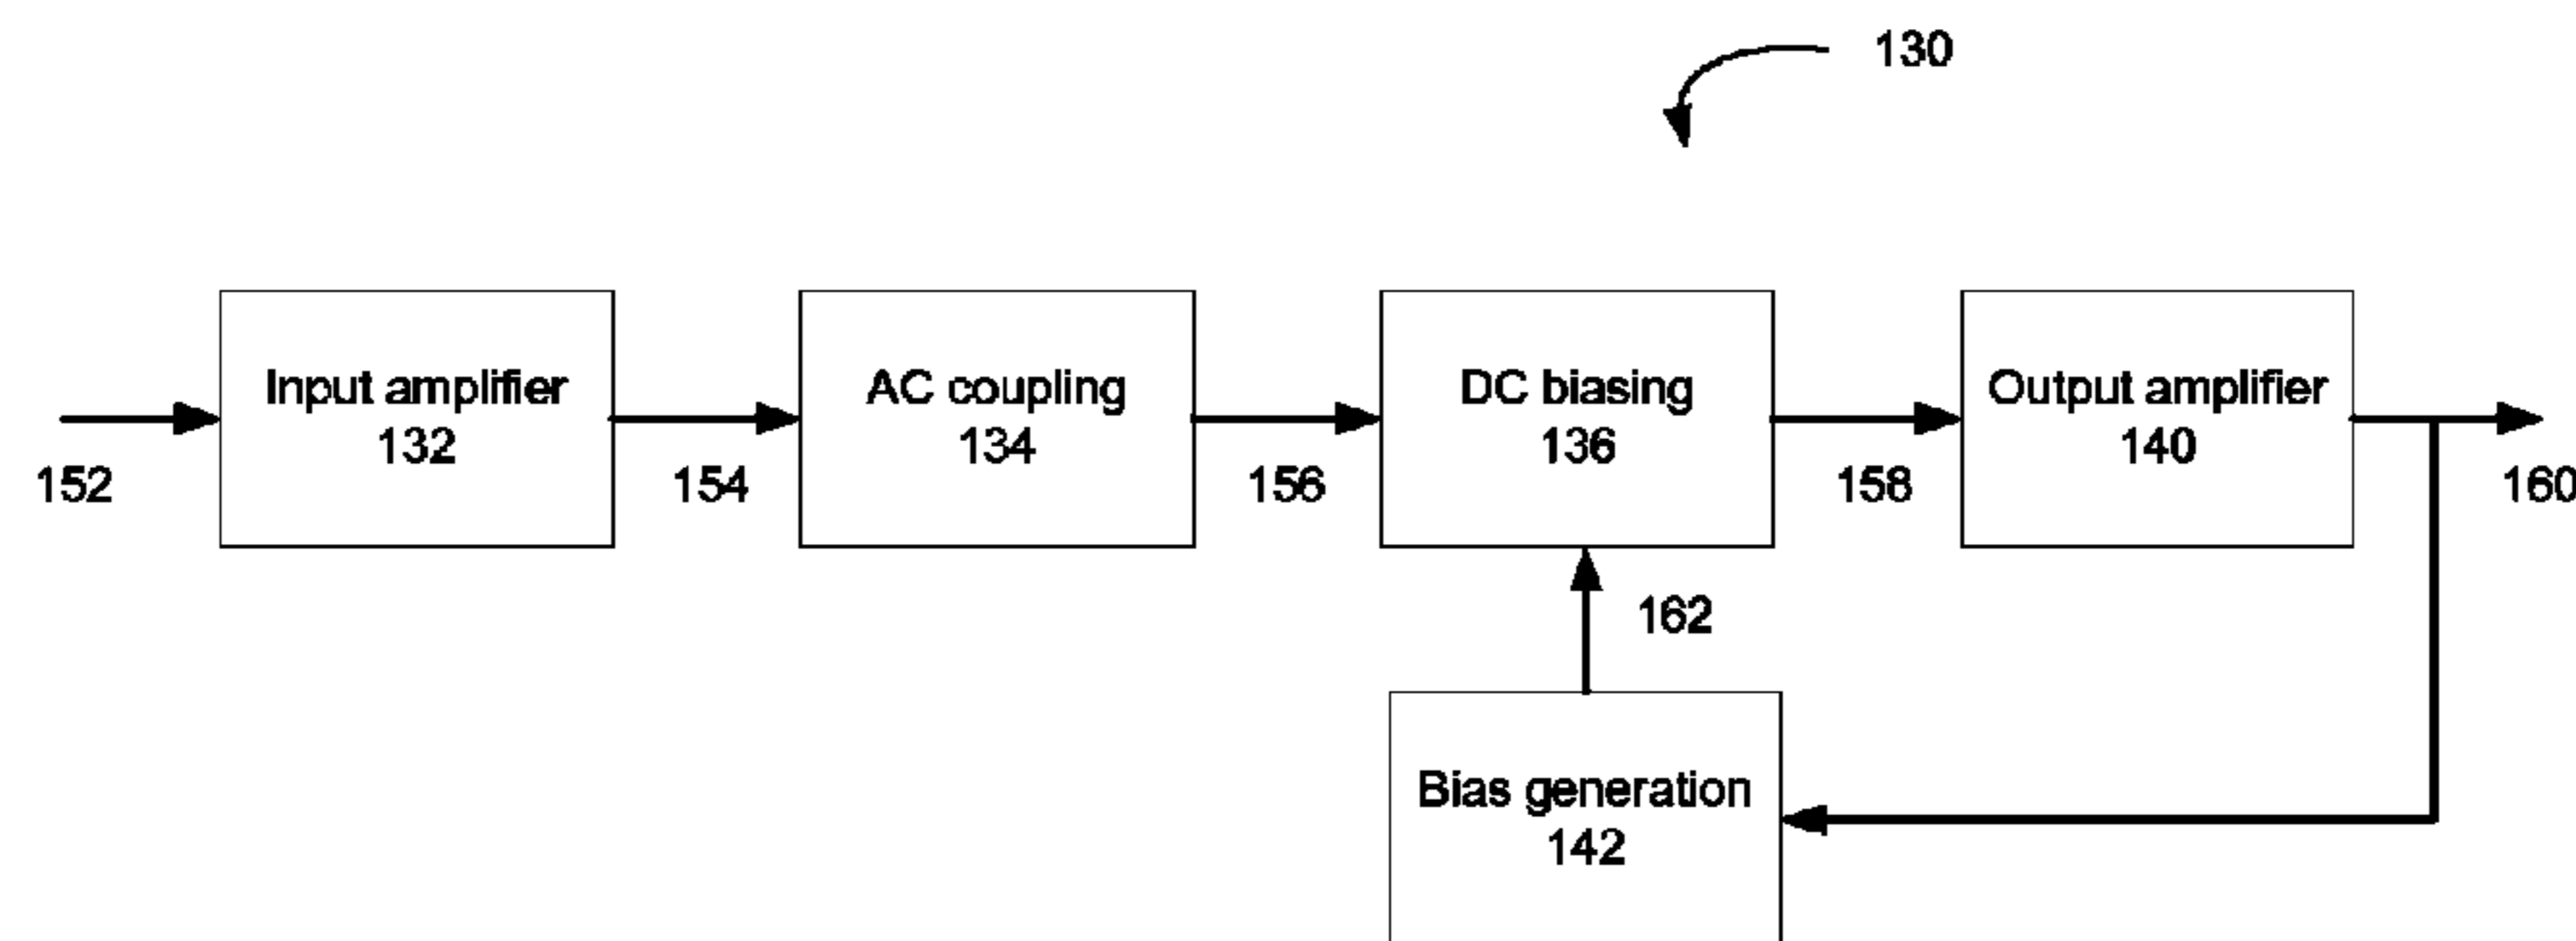 130
Input amplifier
132
AC coupling
134
DC biasing
136
Output amplifier
140
152
154
156
158
160
162
Bias generation
142